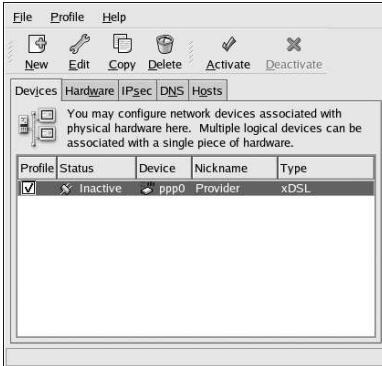 File Profile Help
New Edit Copy Delete Activate Deactivate
Devices Hardware IPsec DNS Hosts
You may configure network devices associated with
physical hardware here. Multiple logical devices can be
associated with a single piece of hardware.
Profile Status Device Nickname Type
Inactive ppp0 Provider xDSL